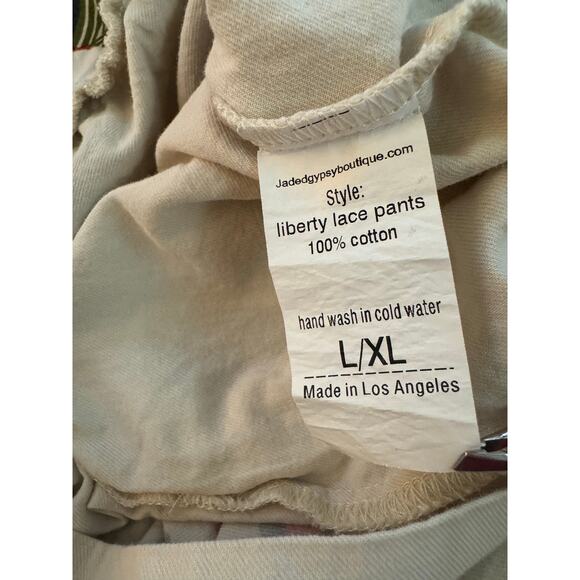 Jadedgypsyboutique.com
Style:
liberty lace pants
100% cotton
hand wash in cold water
L/XL
Made in Los Angeles